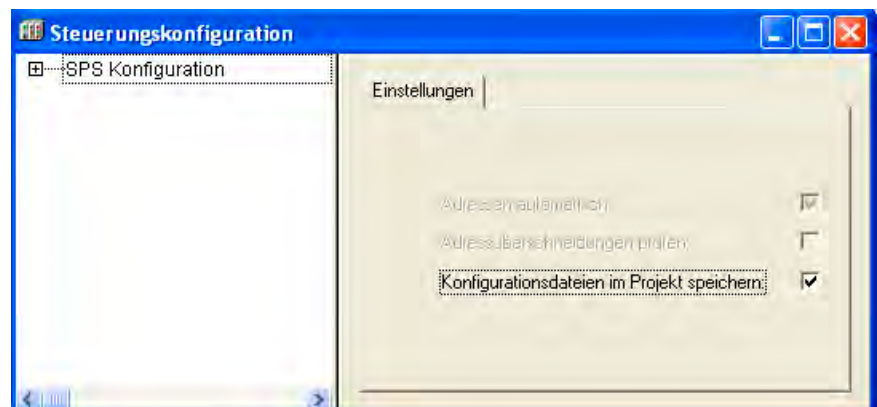 Steuerungskonfiguration
SPS Konfiguration
Einstellungen
Adressen automatisch:
Adressüberschneidungen prüfen:
Konfigurationsdateien im Projekt speichern: